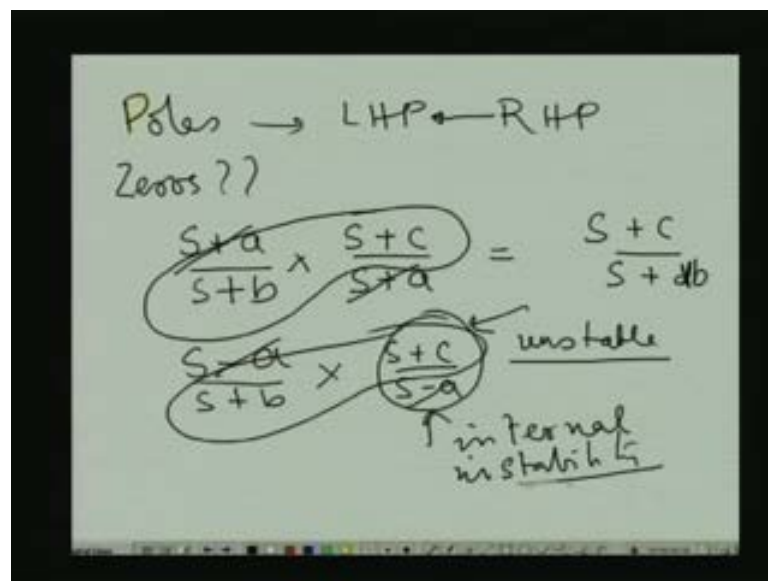 Poles → LHP ← RHP
Zeros ??
(s+a)/(s+b) × (s+c)/(s+a) = (s+c)/(s+b)
(s-a)/(s+b) × (s+c)/(s-a) unstable
internal
instability